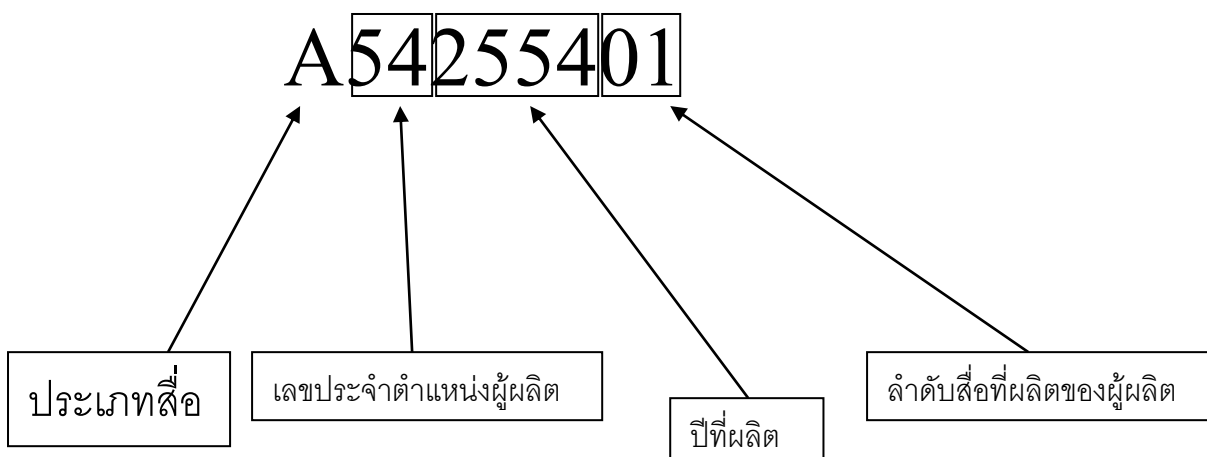 A54255401
ประเภทสื่อ
เลขประจำตำแหน่งผู้ผลิต
ปีที่ผลิต
ลำดับสื่อที่ผลิตของผู้ผลิต